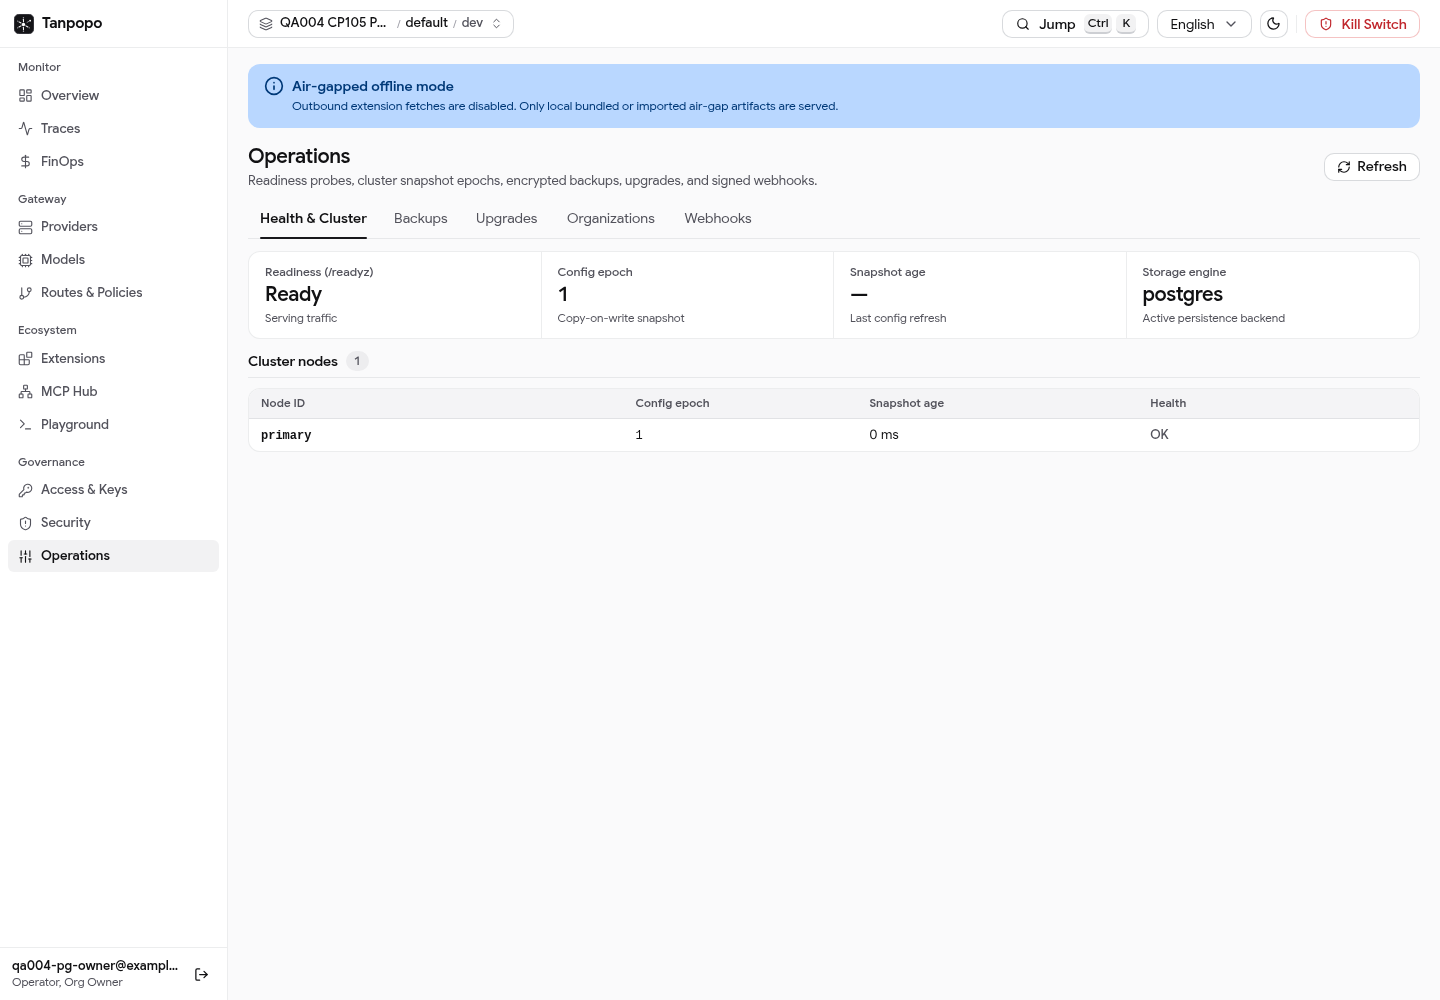 Tanpopo
QA004 CP105 P... / default / dev
Jump Ctrl K
English
Kill Switch
Monitor
Overview
Traces
FinOps
Gateway
Providers
Models
Routes & Policies
Ecosystem
Extensions
MCP Hub
Playground
Governance
Access & Keys
Security
Operations
qa004-pg-owner@exampl...
Operator, Org Owner
Air-gapped offline mode
Outbound extension fetches are disabled. Only local bundled or imported air-gap artifacts are served.
Operations
Readiness probes, cluster snapshot epochs, encrypted backups, upgrades, and signed webhooks.
Refresh
Health & Cluster Backups Upgrades Organizations Webhooks
Readiness (/readyz)
Ready
Serving traffic
Config epoch
1
Copy-on-write snapshot
Snapshot age
—
Last config refresh
Storage engine
postgres
Active persistence backend
Cluster nodes 1
Node ID Config epoch Snapshot age Health
primary 1 0 ms OK